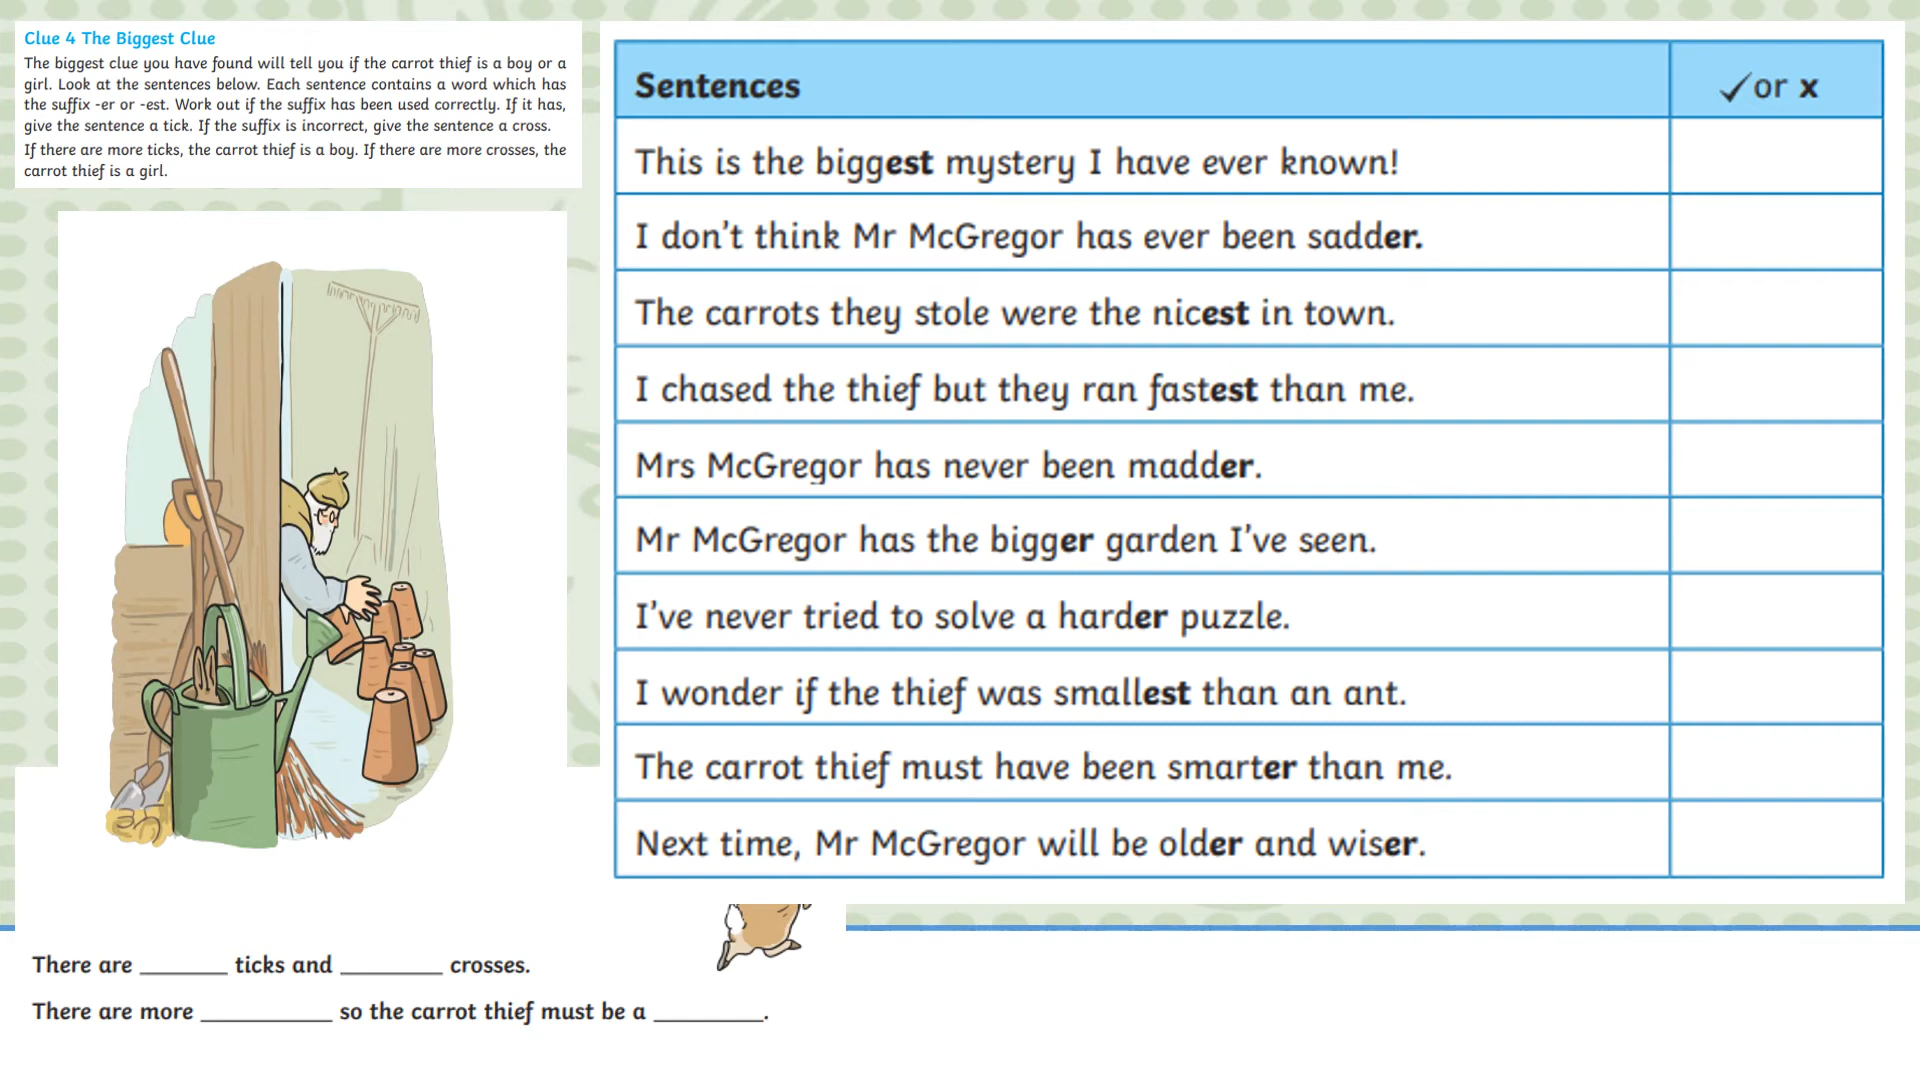 Clue 4 The Biggest Clue
The biggest clue you have found will tell you if the carrot thief is a boy or a
girl. Look at the sentences below. Each sentence contains a word which has
the suffix -er or -est. Work out if the suffix has been used correctly. If it has,
give the sentence a tick. If the suffix is incorrect, give the sentence a cross.
If there are more ticks, the carrot thief is a boy. If there are more crosses, the
carrot thief is a girl.
Sentences ✓ or x
This is the biggest mystery I have ever known!
I don't think Mr McGregor has ever been sadder.
The carrots they stole were the nicest in town.
I chased the thief but they ran fastest than me.
Mrs McGregor has never been madder.
Mr McGregor has the bigger garden I've seen.
I've never tried to solve a harder puzzle.
I wonder if the thief was smallest than an ant.
The carrot thief must have been smarter than me.
Next time, Mr McGregor will be older and wiser.
There are _______ ticks and ________ crosses.
There are more __________ so the carrot thief must be a ________.